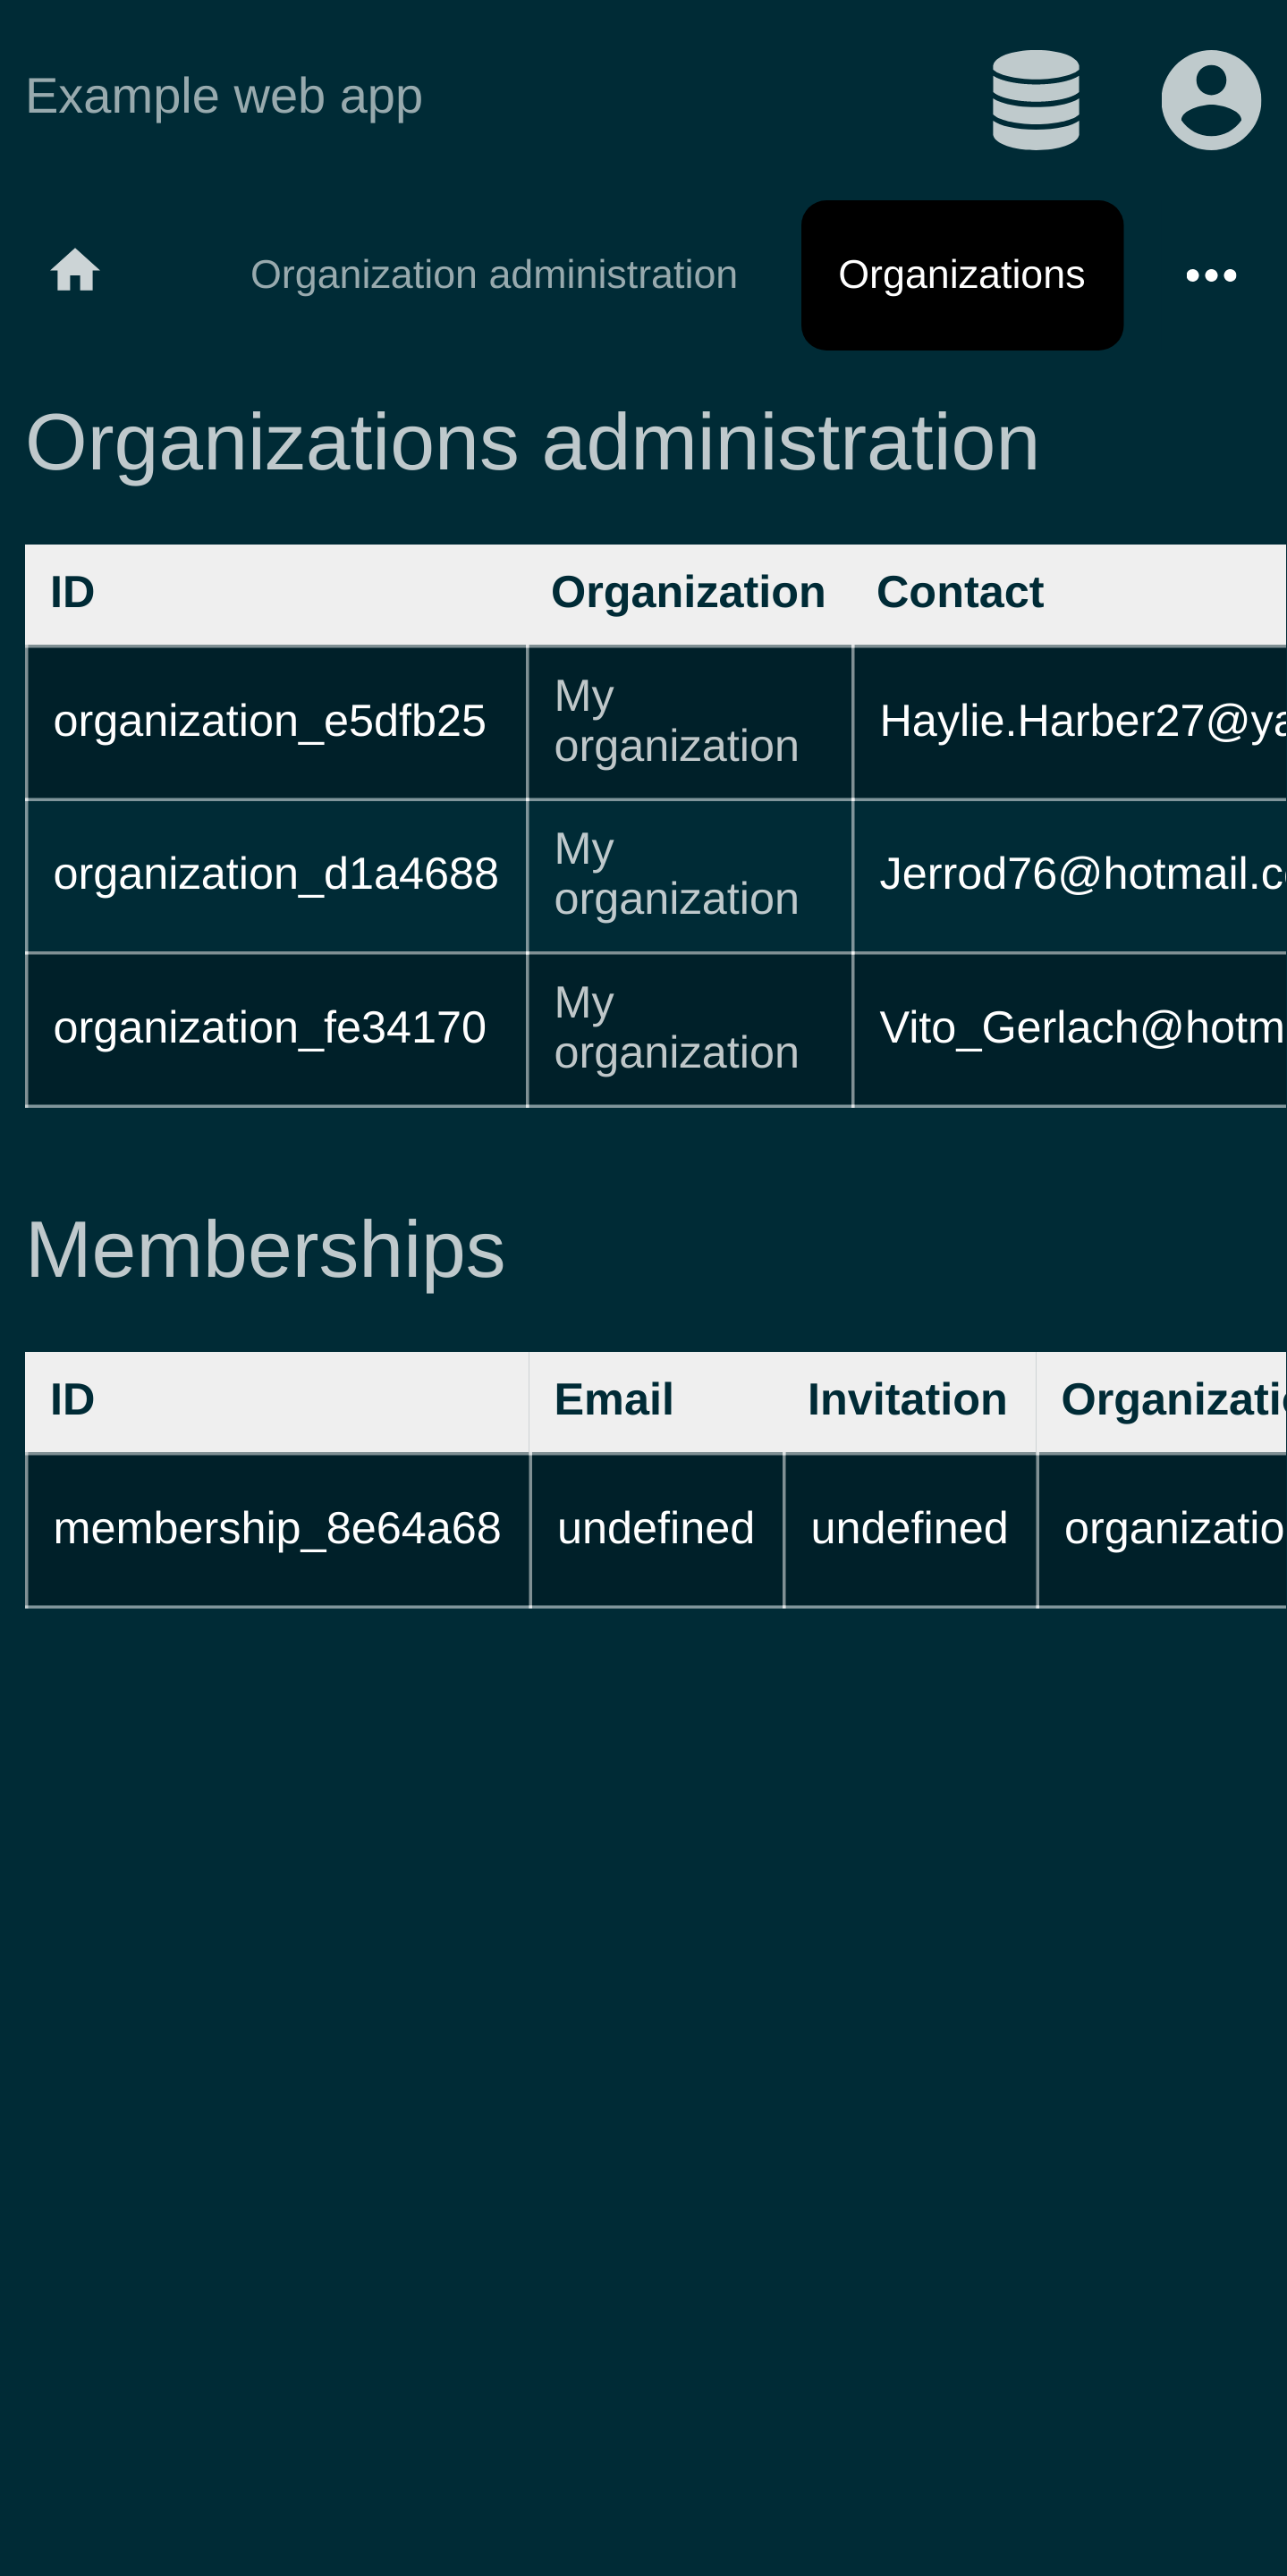 Example web app
Organization administration
Organizations
Organizations administration
ID Organization Contact
organization_e5dfb25 My organization Haylie.Harber27@ya
organization_d1a4688 My organization Jerrod76@hotmail.c
organization_fe34170 My organization Vito_Gerlach@hotm
Memberships
ID Email Invitation Organizati
membership_8e64a68 undefined undefined organizatio